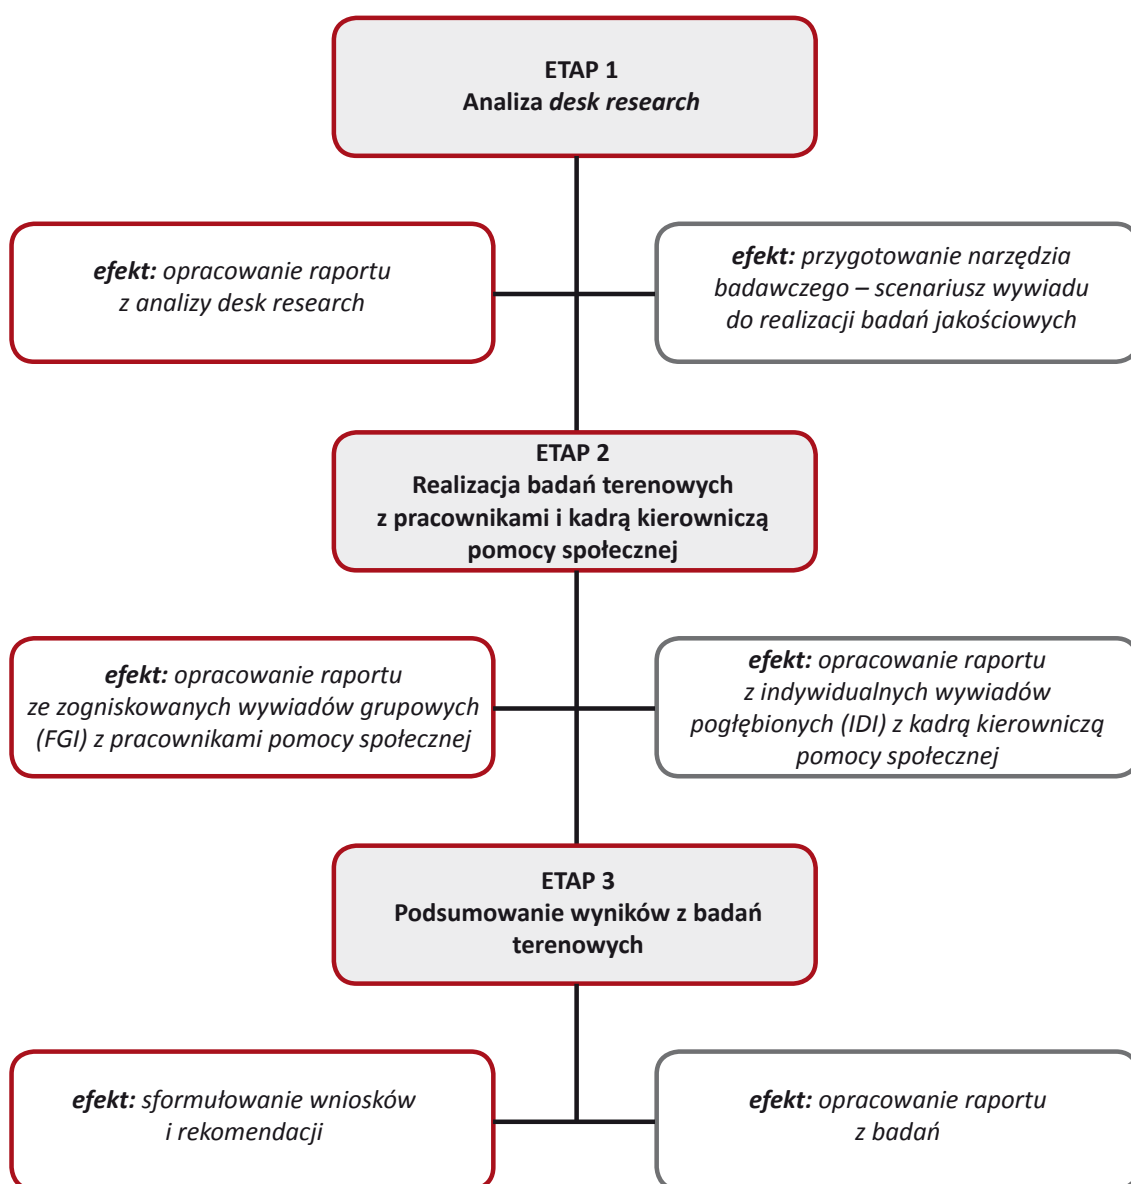 ETAP 1
Analiza desk research
efekt: opracowanie raportu
z analizy desk research
efekt: przygotowanie narzędzia
badawczego – scenariusz wywiadu
do realizacji badań jakościowych
ETAP 2
Realizacja badań terenowych
z pracownikami i kadrą kierowniczą
pomocy społecznej
efekt: opracowanie raportu
ze zogniskowanych wywiadów grupowych
(FGI) z pracownikami pomocy społecznej
efekt: opracowanie raportu
z indywidualnych wywiadów
pogłębionych (IDI) z kadrą kierowniczą
pomocy społecznej
ETAP 3
Podsumowanie wyników z badań
terenowych
efekt: sformułowanie wniosków
i rekomendacji
efekt: opracowanie raportu
z badań